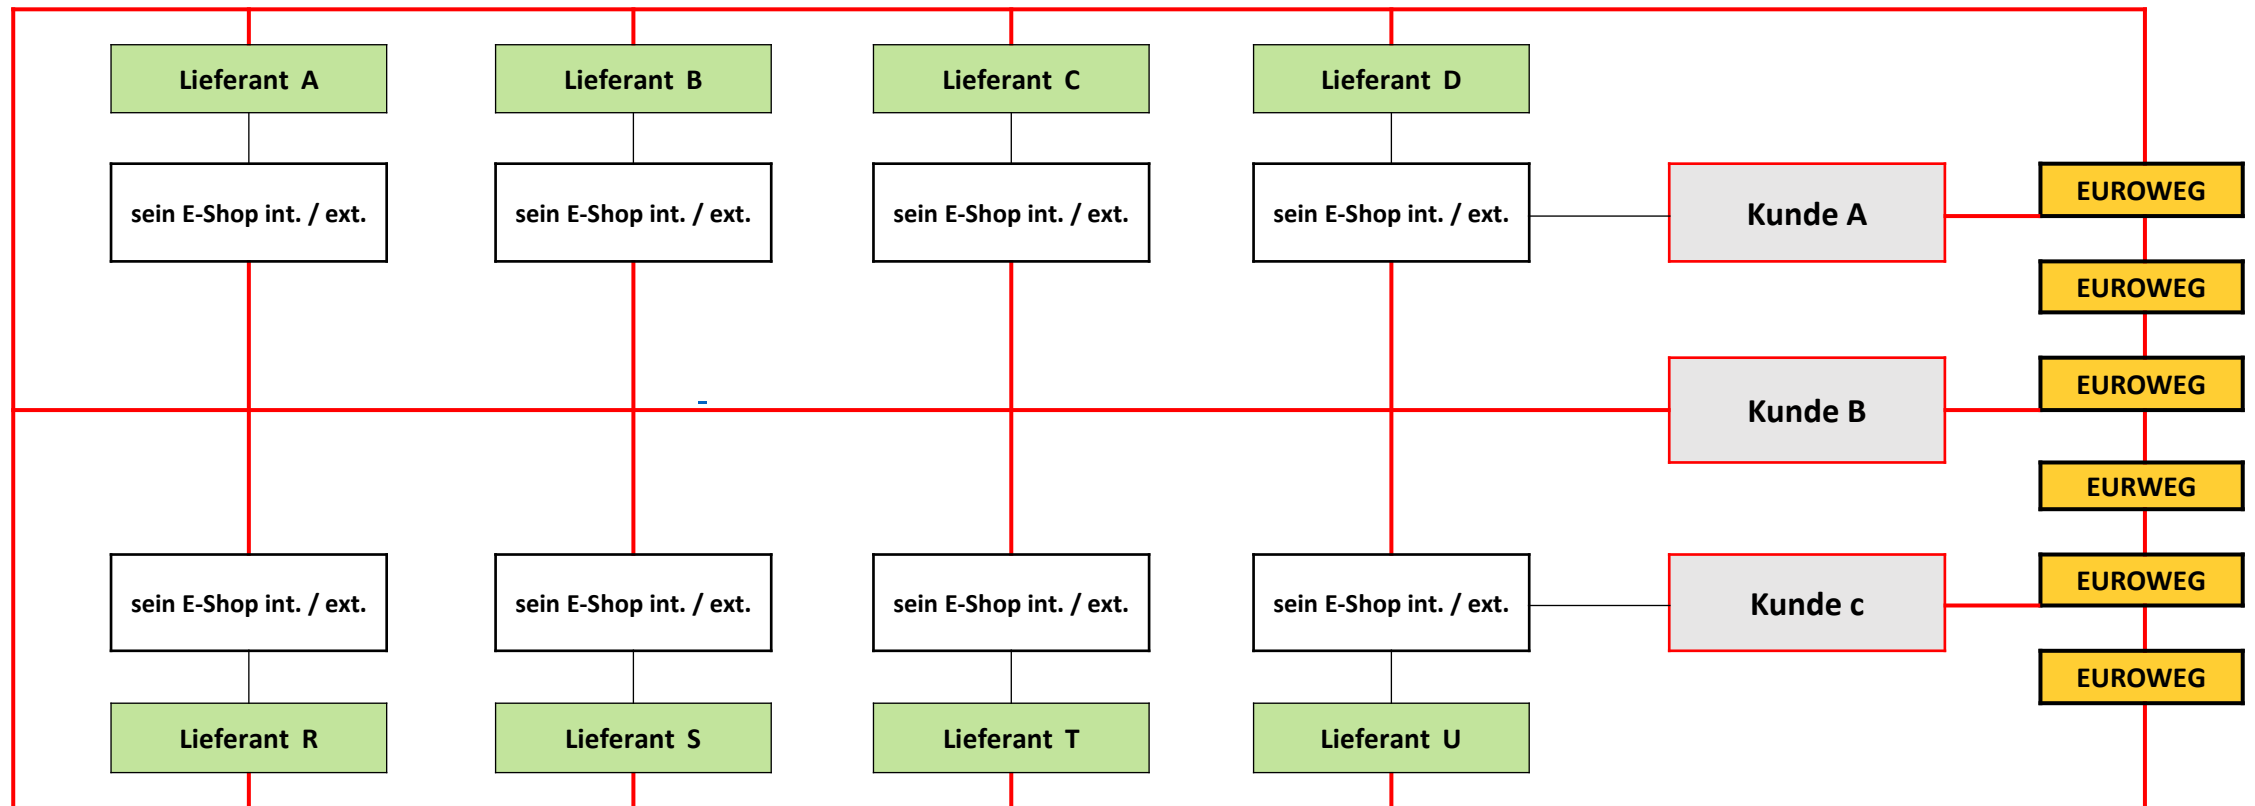 Lieferant A
Lieferant B
Lieferant C
Lieferant D
sein E-Shop int. / ext.
sein E-Shop int. / ext.
sein E-Shop int. / ext.
sein E-Shop int. / ext.
Kunde A
EUROWEG
EUROWEG
Kunde B
EUROWEG
EURWEG
sein E-Shop int. / ext.
sein E-Shop int. / ext.
sein E-Shop int. / ext.
sein E-Shop int. / ext.
Kunde c
EUROWEG
EUROWEG
Lieferant R
Lieferant S
Lieferant T
Lieferant U